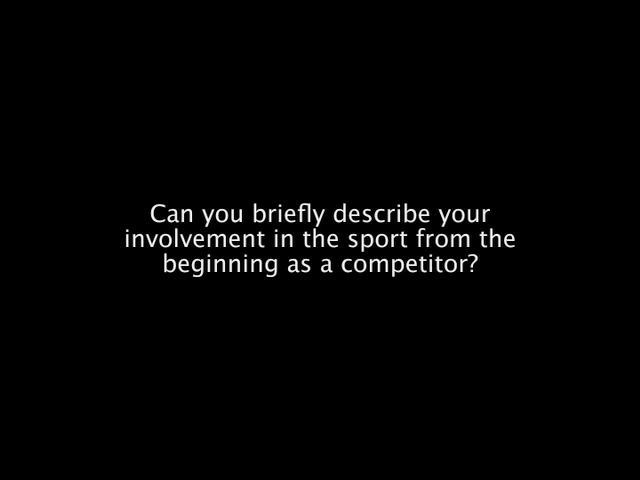 Can you briefly describe your
involvement in the sport from the
beginning as a competitor?